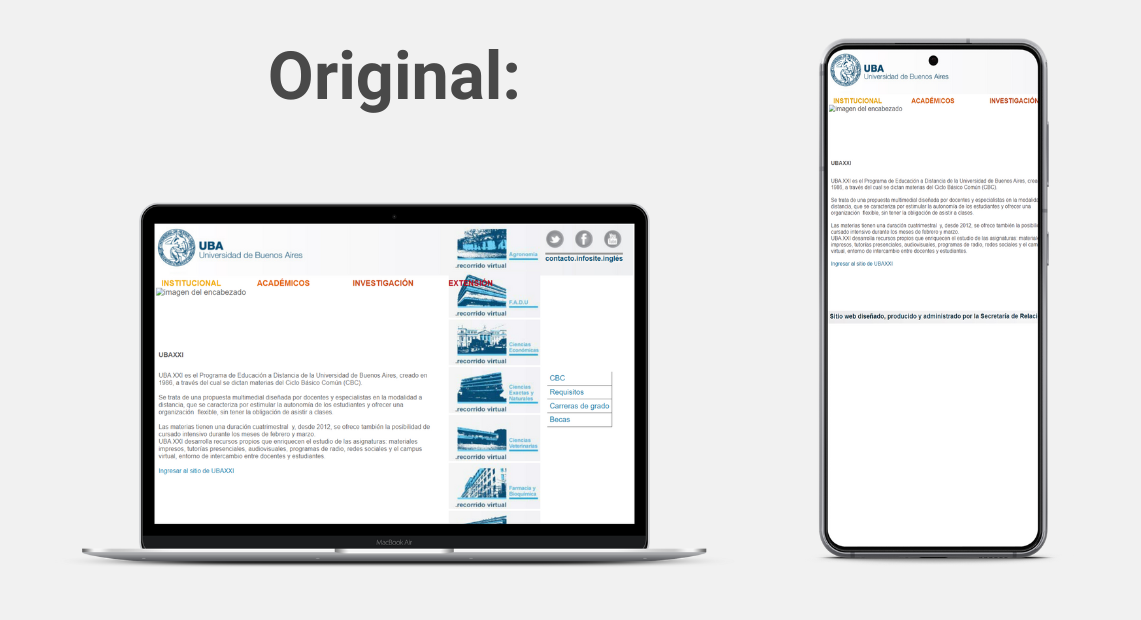 Original:
UBA
Universidad de Buenos Aires
contacto.infosite.inglés
INSTITUCIONAL ACADÉMICOS INVESTIGACIÓN EXTENSIÓN
imagen del encabezado
UBAXXI
UBA XXI es el Programa de Educación a Distancia de la Universidad de Buenos Aires, creado en
1986, a través del cual se dictan materias del Ciclo Básico Común (CBC).
Se trata de una propuesta multimedial diseñada por docentes y especialistas en la modalidad a
distancia, que se caracteriza por estimular la autonomía de los estudiantes y ofrecer una
organización flexible, sin tener la obligación de asistir a clases.
Las materias tienen una duración cuatrimestral y, desde 2012, se ofrece también la posibilidad de
cursado intensivo durante los meses de febrero y marzo.
UBA XXI desarrolla recursos propios que enriquecen el estudio de las asignaturas: materiales
impresos, tutorías presenciales, audiovisuales, programas de radio, redes sociales y el campus
virtual, entorno de intercambio entre docentes y estudiantes.
Ingresar al sitio de UBAXXI
Agronomía
.recorrido virtual
F.A.D.U
.recorrido virtual
Ciencias
Económicas
.recorrido virtual
Ciencias
Exactas y
Naturales
.recorrido virtual
Ciencias
Veterinarias
.recorrido virtual
Farmacia y
Bioquímica
.recorrido virtual
CBC
Requisitos
Carreras de grado
Becas
MacBook Air
UBA
Universidad de Buenos Aires
INSTITUCIONAL ACADÉMICOS INVESTIGACIÓN
imagen del encabezado
UBAXXI
UBA XXI es el Programa de Educación a Distancia de la Universidad de Buenos Aires, crea
1986, a través del cual se dictan materias del Ciclo Básico Común (CBC).
Se trata de una propuesta multimedial diseñada por docentes y especialistas en la modalid
distancia, que se caracteriza por estimular la autonomía de los estudiantes y ofrecer una
organización flexible, sin tener la obligación de asistir a clases.
Las materias tienen una duración cuatrimestral y, desde 2012, se ofrece también la posibili
cursado intensivo durante los meses de febrero y marzo.
UBA XXI desarrolla recursos propios que enriquecen el estudio de las asignaturas: material
impresos, tutorías presenciales, audiovisuales, programas de radio, redes sociales y el cam
virtual, entorno de intercambio entre docentes y estudiantes.
Ingresar al sitio de UBAXXI
Sitio web diseñado, producido y administrado por la Secretaría de Relaci